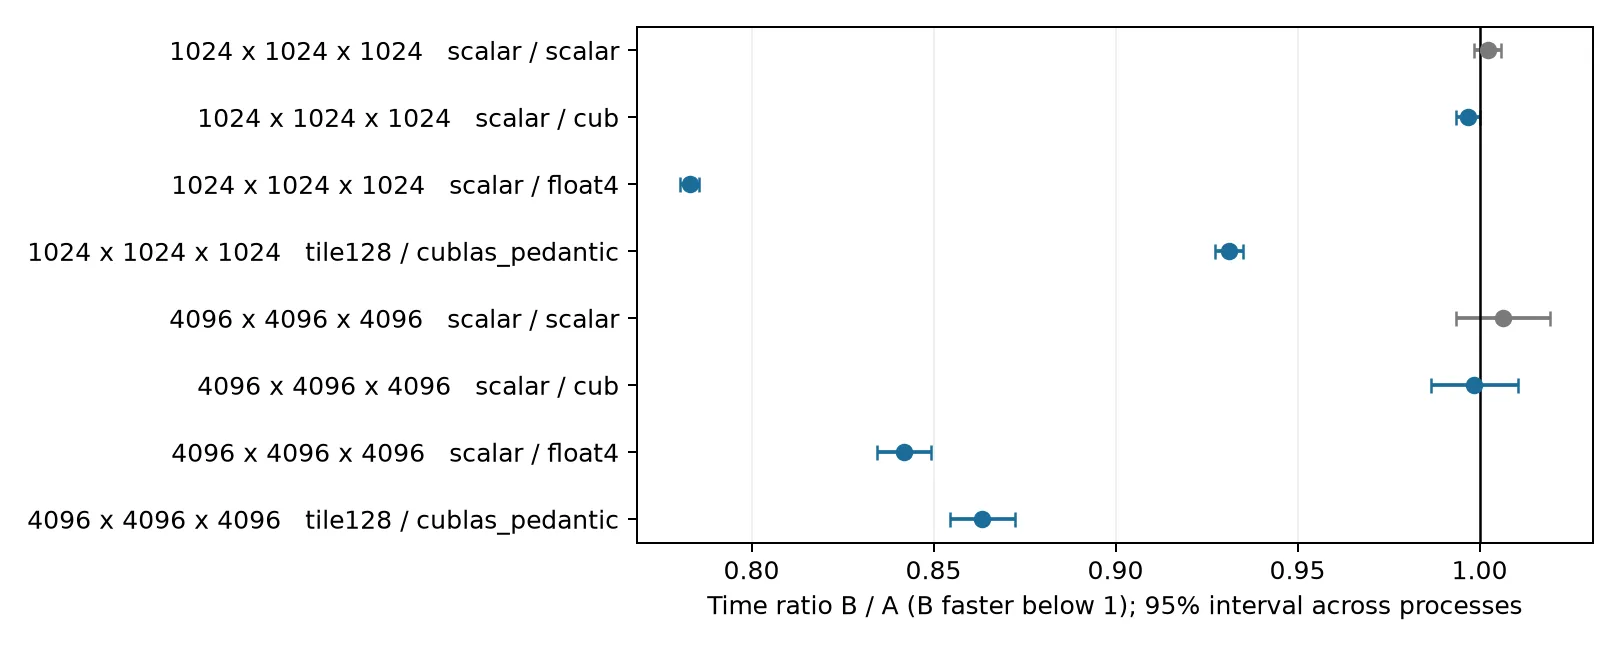 1024 x 1024 x 1024   scalar / scalar
1024 x 1024 x 1024   scalar / cub
1024 x 1024 x 1024   scalar / float4
1024 x 1024 x 1024   tile128 / cublas_pedantic
4096 x 4096 x 4096   scalar / scalar
4096 x 4096 x 4096   scalar / cub
4096 x 4096 x 4096   scalar / float4
4096 x 4096 x 4096   tile128 / cublas_pedantic
0.80 0.85 0.90 0.95 1.00
Time ratio B / A (B faster below 1); 95% interval across processes